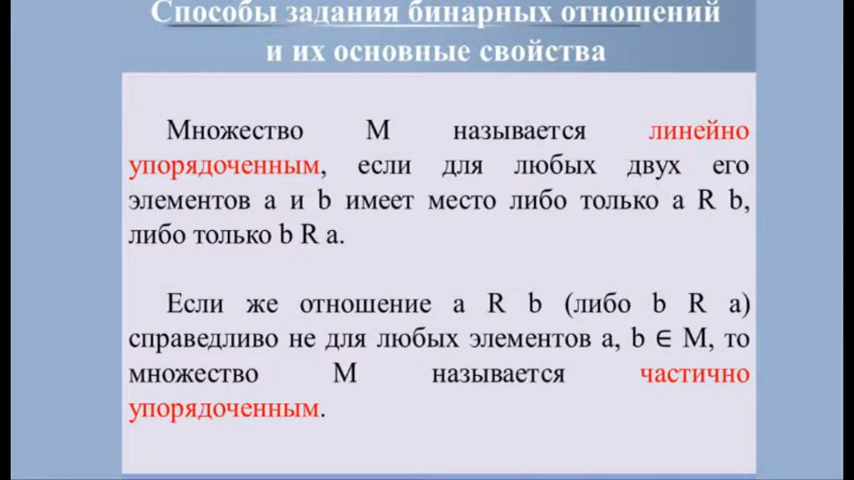 Способы задания бинарных отношений
и их основные свойства
Множество М называется линейно
упорядоченным, если для любых двух его
элементов a и b имеет место либо только a R b,
либо только b R a.
Если же отношение a R b (либо b R a)
справедливо не для любых элементов a, b ∈ M, то
множество М называется частично
упорядоченным.